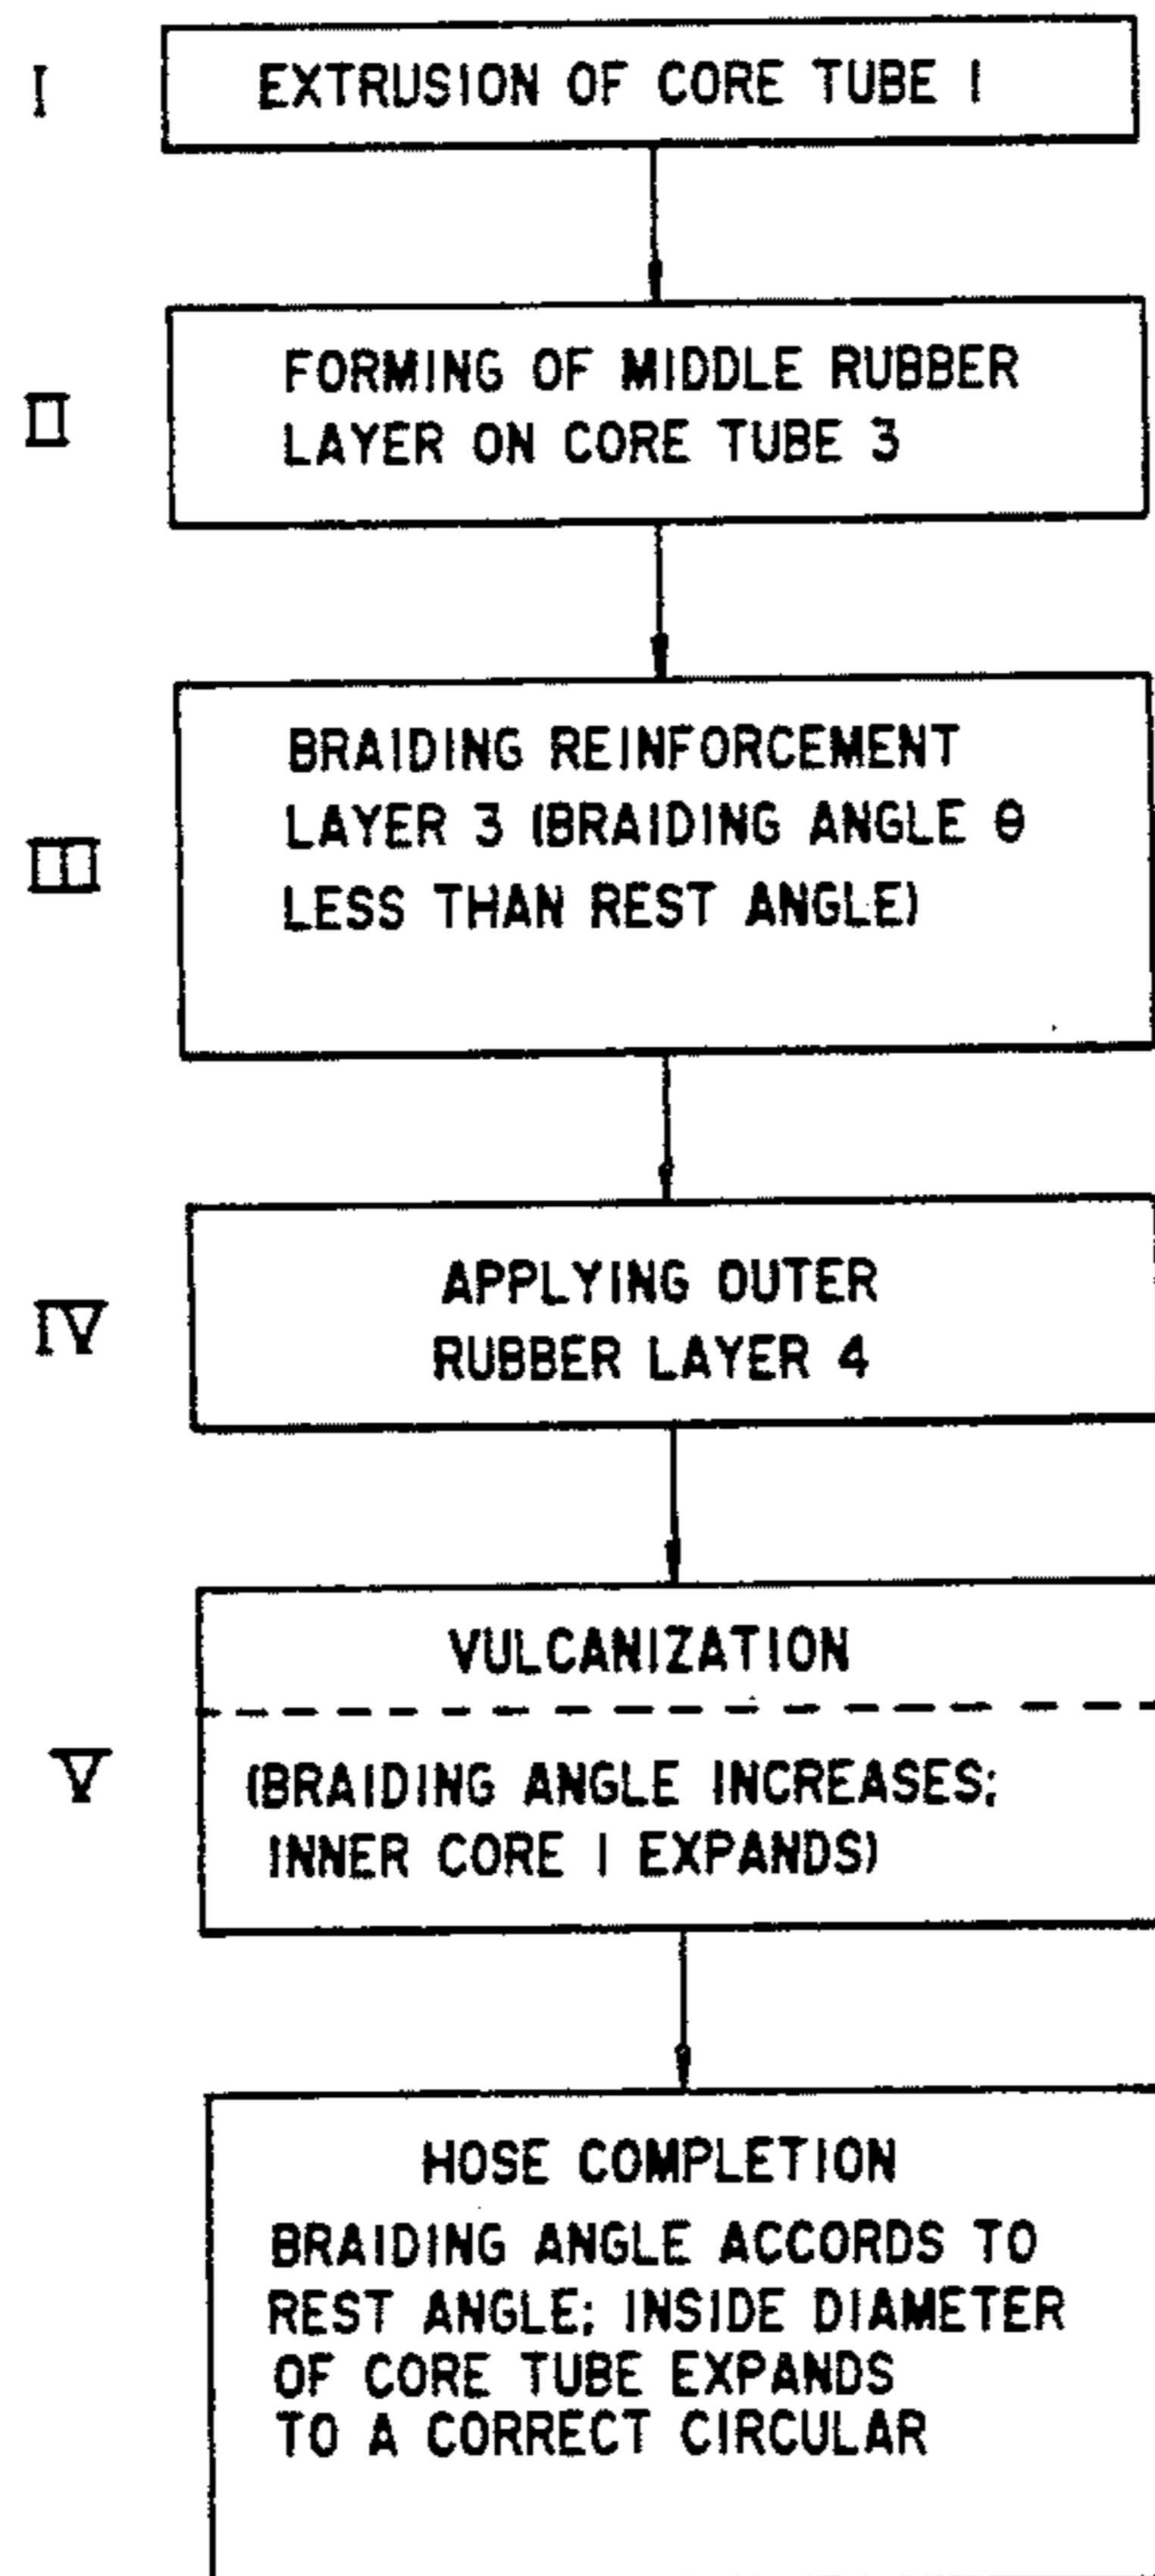 I
EXTRUSION OF CORE TUBE 1
II
FORMING OF MIDDLE RUBBER
LAYER ON CORE TUBE 3
III
BRAIDING REINFORCEMENT
LAYER 3 (BRAIDING ANGLE θ
LESS THAN REST ANGLE)
IV
APPLYING OUTER
RUBBER LAYER 4
V
VULCANIZATION
(BRAIDING ANGLE INCREASES;
INNER CORE 1 EXPANDS)
HOSE COMPLETION
BRAIDING ANGLE ACCORDS TO
REST ANGLE; INSIDE DIAMETER
OF CORE TUBE EXPANDS
TO A CORRECT CIRCULAR